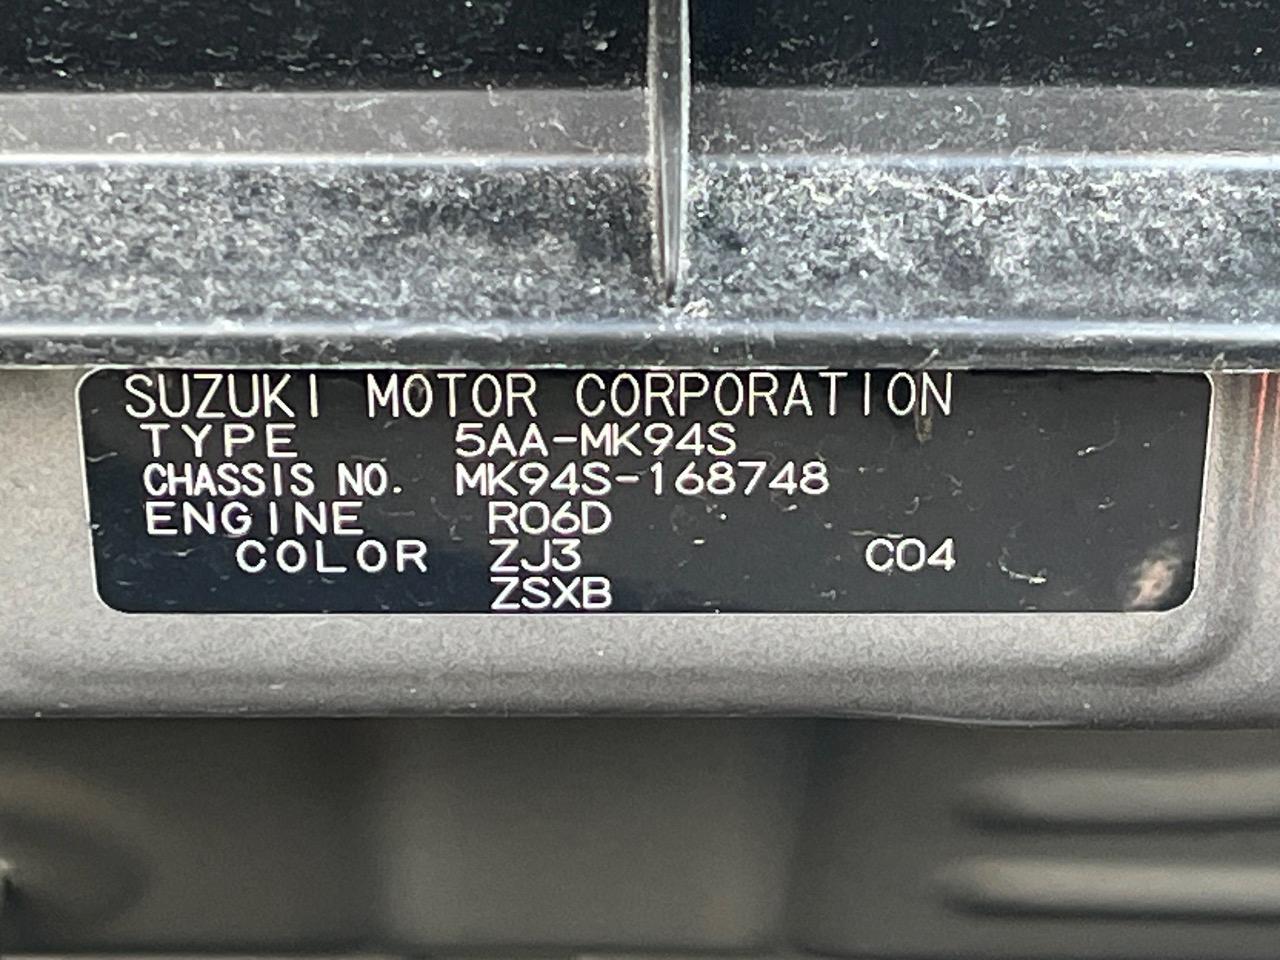 SUZUKI MOTOR CORPORATION
TYPE 5AA-MK94S
CHASSIS NO. MK94S-168748
ENGINE R06D
COLOR ZJ3 C04
ZSXB